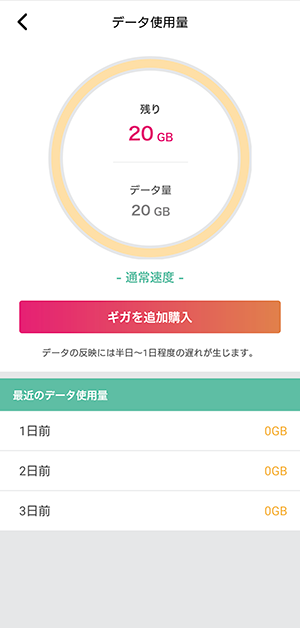 データ使用量
残り
20 GB
データ量
20 GB
- 通常速度 -
ギガを追加購入
データの反映には半日〜1日程度の遅れが生じます。
最近のデータ使用量
1日前 0GB
2日前 0GB
3日前 0GB